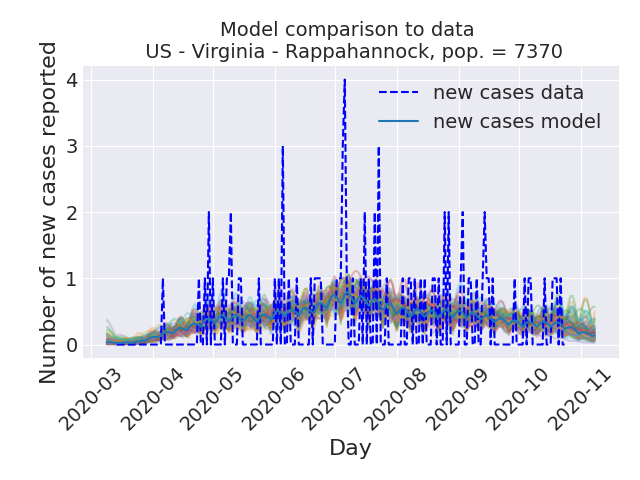 Model comparison to data
US - Virginia - Rappahannock, pop. = 7370
Number of new cases reported
4
3
2
1
0
new cases data
new cases model
2020-03
2020-04
2020-05
2020-06
2020-07
2020-08
2020-09
2020-10
2020-11
Day